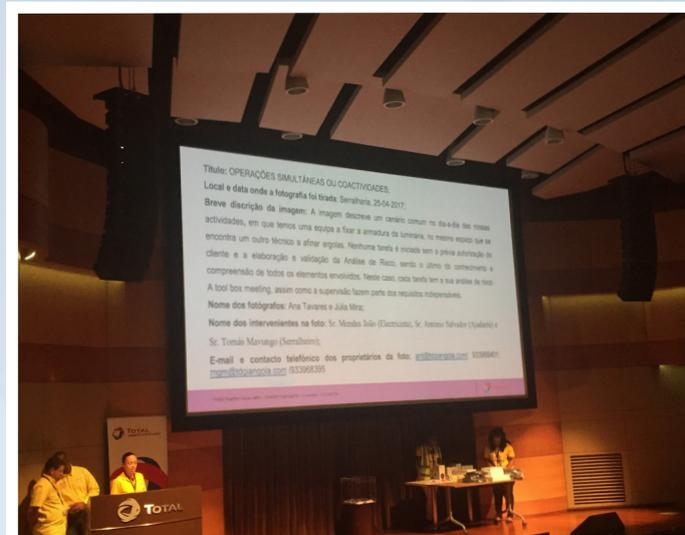 Título: OPERAÇÕES SIMULTÂNEAS OU COACTIVIDADES;
Local e data onde a fotografia foi tirada: Serralharia, 25-04-2017;
Breve discrição da imagem: A imagem descreve um cenário comum no dia-a-dia das nossas
actividades, em que temos uma equipa a fixar a armadura da luminária, no mesmo espaço que se
encontra um outro técnico a afinar argolas. Nenhuma tarefa é iniciada sem a prévia autorização do
cliente e a elaboração e validação da Análise de Risco, sendo o último do conhecimento e
compreensão de todos os elementos envolvidos. Neste caso, cada tarefa tem a sua análise de risco.
A tool box meeting, assim como a supervisão fazem parte dos requisitos indispensáveis.
Nome dos fotógrafos: Ana Tavares e Júlia Mira;
Nome dos intervenientes na foto: Sr. Mendes João (Electricista), Sr. António Salvador (Ajudante) e
Sr. Tomás Mavungo (Serralheiro);
E-mail e contacto telefónico dos proprietários da foto:
TOTAL
TOTAL